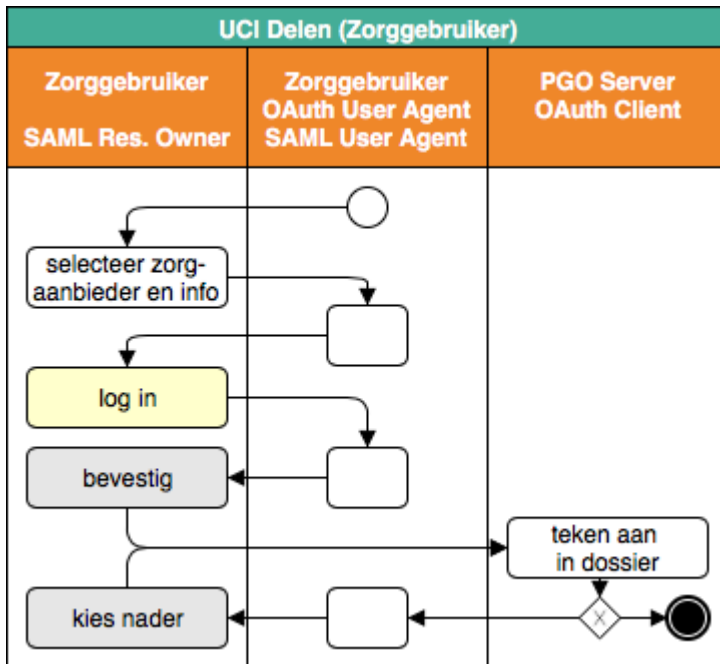 UCI Delen (Zorggebruiker)
Zorggebruiker
SAML Res. Owner
Zorggebruiker
OAuth User Agent
SAML User Agent
PGO Server
OAuth Client
selecteer zorg-
aanbieder en info
log in
bevestig
teken aan
in dossier
kies nader
X